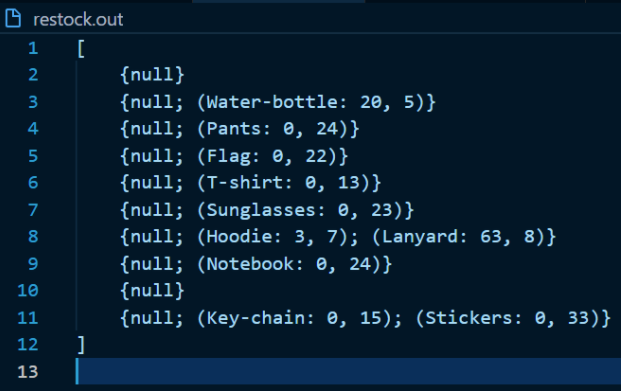 restock.out
1 [
2 {null}
3 {null; (Water-bottle: 20, 5)}
4 {null; (Pants: 0, 24)}
5 {null; (Flag: 0, 22)}
6 {null; (T-shirt: 0, 13)}
7 {null; (Sunglasses: 0, 23)}
8 {null; (Hoodie: 3, 7); (Lanyard: 63, 8)}
9 {null; (Notebook: 0, 24)}
10 {null}
11 {null; (Key-chain: 0, 15); (Stickers: 0, 33)}
12 ]
13